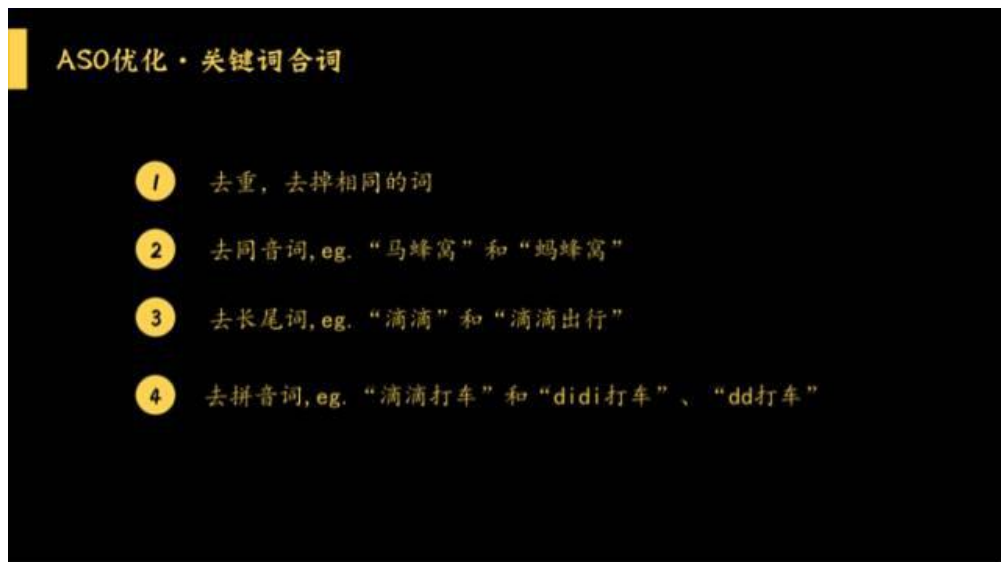 ASO优化·关键词合词
1 去重，去掉相同的词
2 去同音词,eg.“马蜂窝”和“蚂蜂窝”
3 去长尾词,eg.“滴滴”和“滴滴出行”
4 去拼音词,eg.“滴滴打车”和“didi打车”、“dd打车”